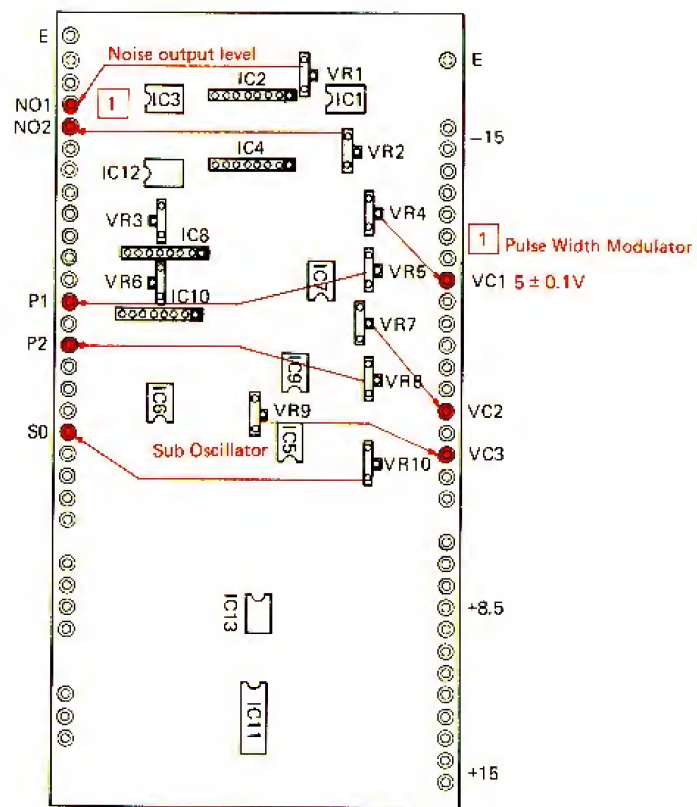 E
Noise output level
E
IC2
VR1
NO1
1
IC3
IC1
NO2
-15
VR2
IC4
IC12
VR3
VR4
IC8
1 Pulse Width Modulator
VR5
VR6
IC7
VC1 5 ± 0.1V
IC10
P1
VR7
P2
IC9
VR8
IC6
VR9
VC2
S0
Sub Oscillator
IC5
VC3
VR10
+8.5
IC13
IC11
+15